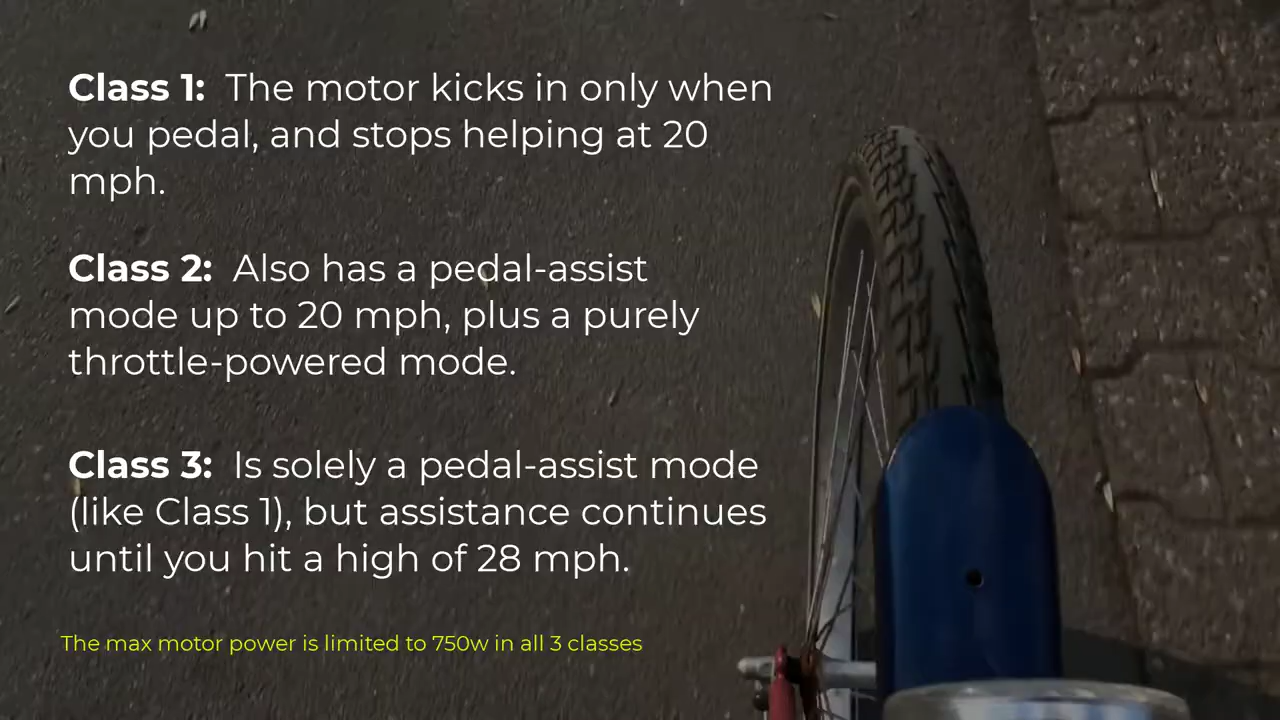 Class 1: The motor kicks in only when
you pedal, and stops helping at 20
mph.
Class 2: Also has a pedal-assist
mode up to 20 mph, plus a purely
throttle-powered mode.
Class 3: Is solely a pedal-assist mode
(like Class 1), but assistance continues
until you hit a high of 28 mph.
The max motor power is limited to 750w in all 3 classes